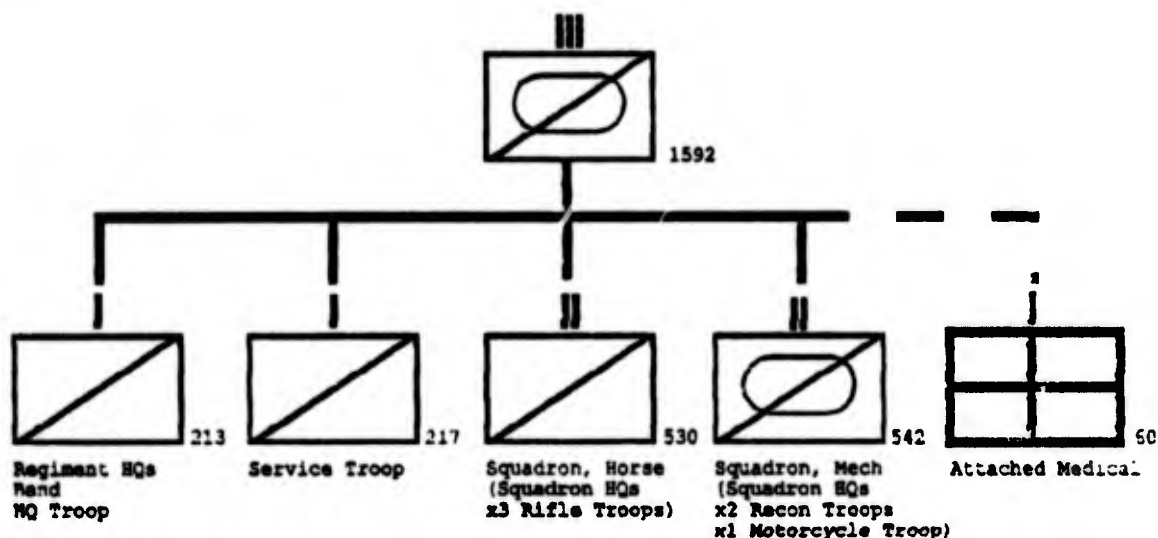 1592
213
217
530
542
60
Regiment HQs
Band
HQ Troop
Service Troop
Squadron, Horse
(Squadron HQs
x3 Rifle Troops)
Squadron, Mech
(Squadron HQs
x2 Recon Troops
x1 Motorcycle Troop)
Attached Medical